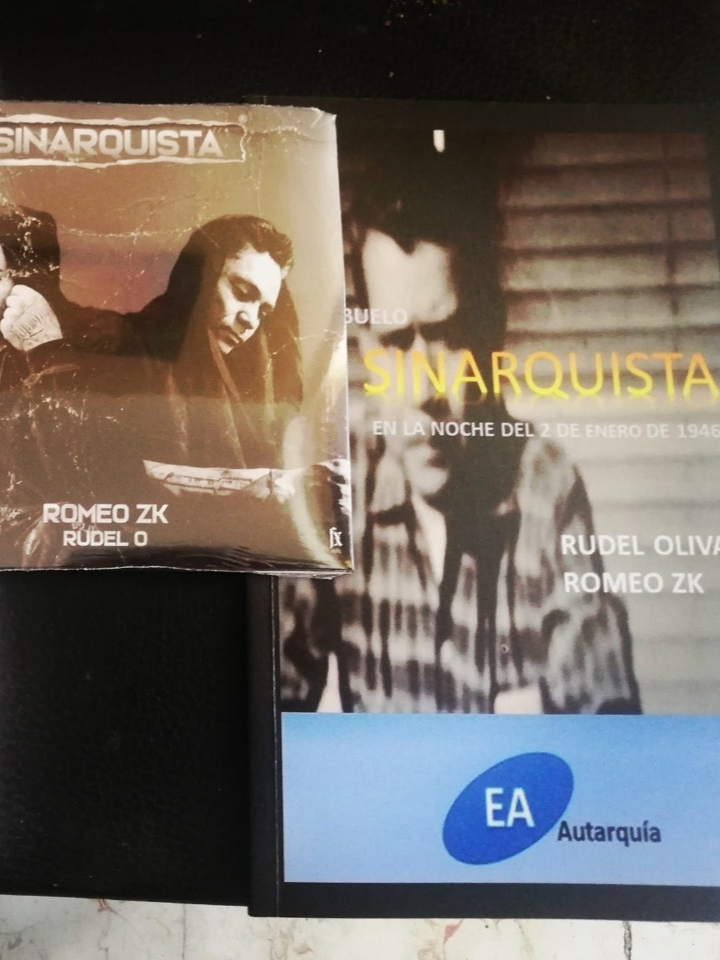 SINARQUISTA
ROMEO ZK
RUDEL O
fx
BUELO
SINARQUISTA
EN LA NOCHE DEL 2 DE ENERO DE 1946
RUDEL OLIVA
ROMEO ZK
EA
Autarquía